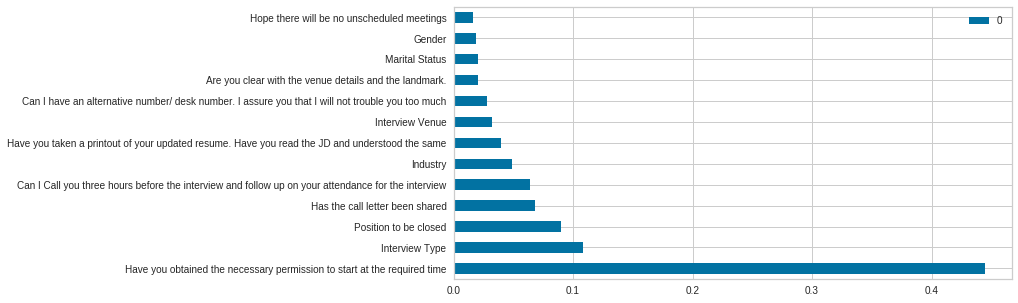 Hope there will be no unscheduled meetings
0
Gender
Marital Status
Are you clear with the venue details and the landmark.
Can I have an alternative number/ desk number. I assure you that I will not trouble you too much
Interview Venue
Have you taken a printout of your updated resume. Have you read the JD and understood the same
Industry
Can I Call you three hours before the interview and follow up on your attendance for the interview
Has the call letter been shared
Position to be closed
Interview Type
Have you obtained the necessary permission to start at the required time
0.0 0.1 0.2 0.3 0.4